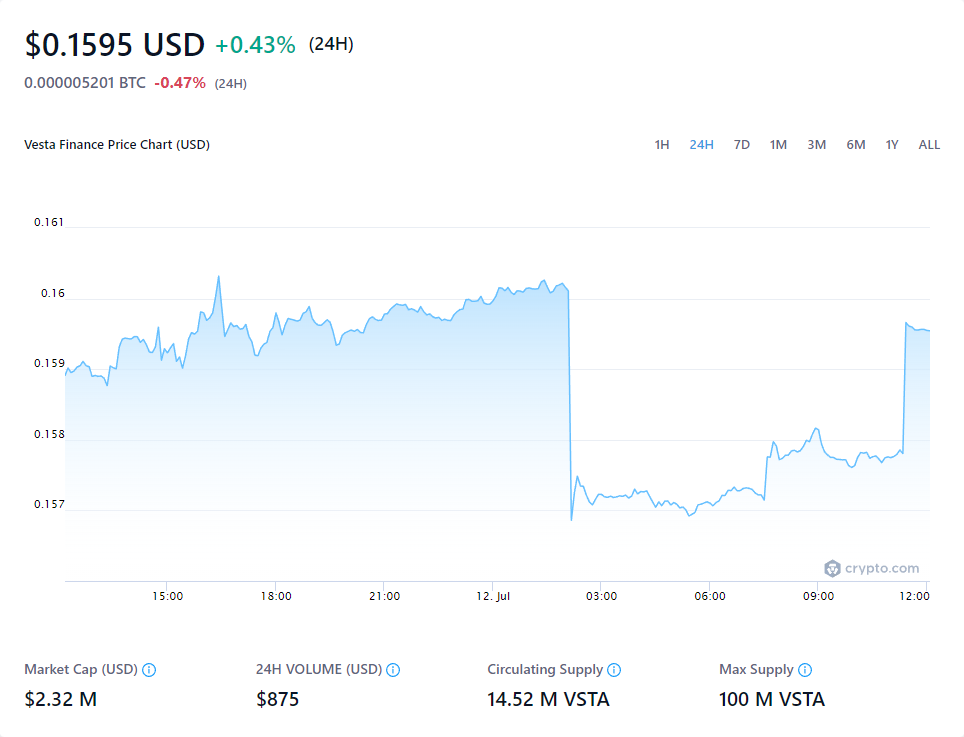 $0.1595 USD +0.43% (24H)
0.000005201 BTC -0.47% (24H)
Vesta Finance Price Chart (USD)
1H 24H 7D 1M 3M 6M 1Y ALL
0.161
0.16
0.159
0.158
0.157
crypto.com
15:00 18:00 21:00 12. Jul 03:00 06:00 09:00 12:00
Market Cap (USD) 24H VOLUME (USD) Circulating Supply Max Supply
$2.32 M $875 14.52 M VSTA 100 M VSTA